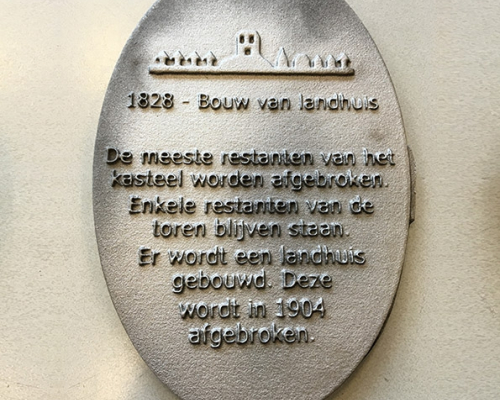 1828 - Bouw van landhuis
De meeste restanten van het
kasteel worden afgebroken.
Enkele restanten van de
toren blijven staan.
Er wordt een landhuis
gebouwd. Deze
wordt in 1904
afgebroken.